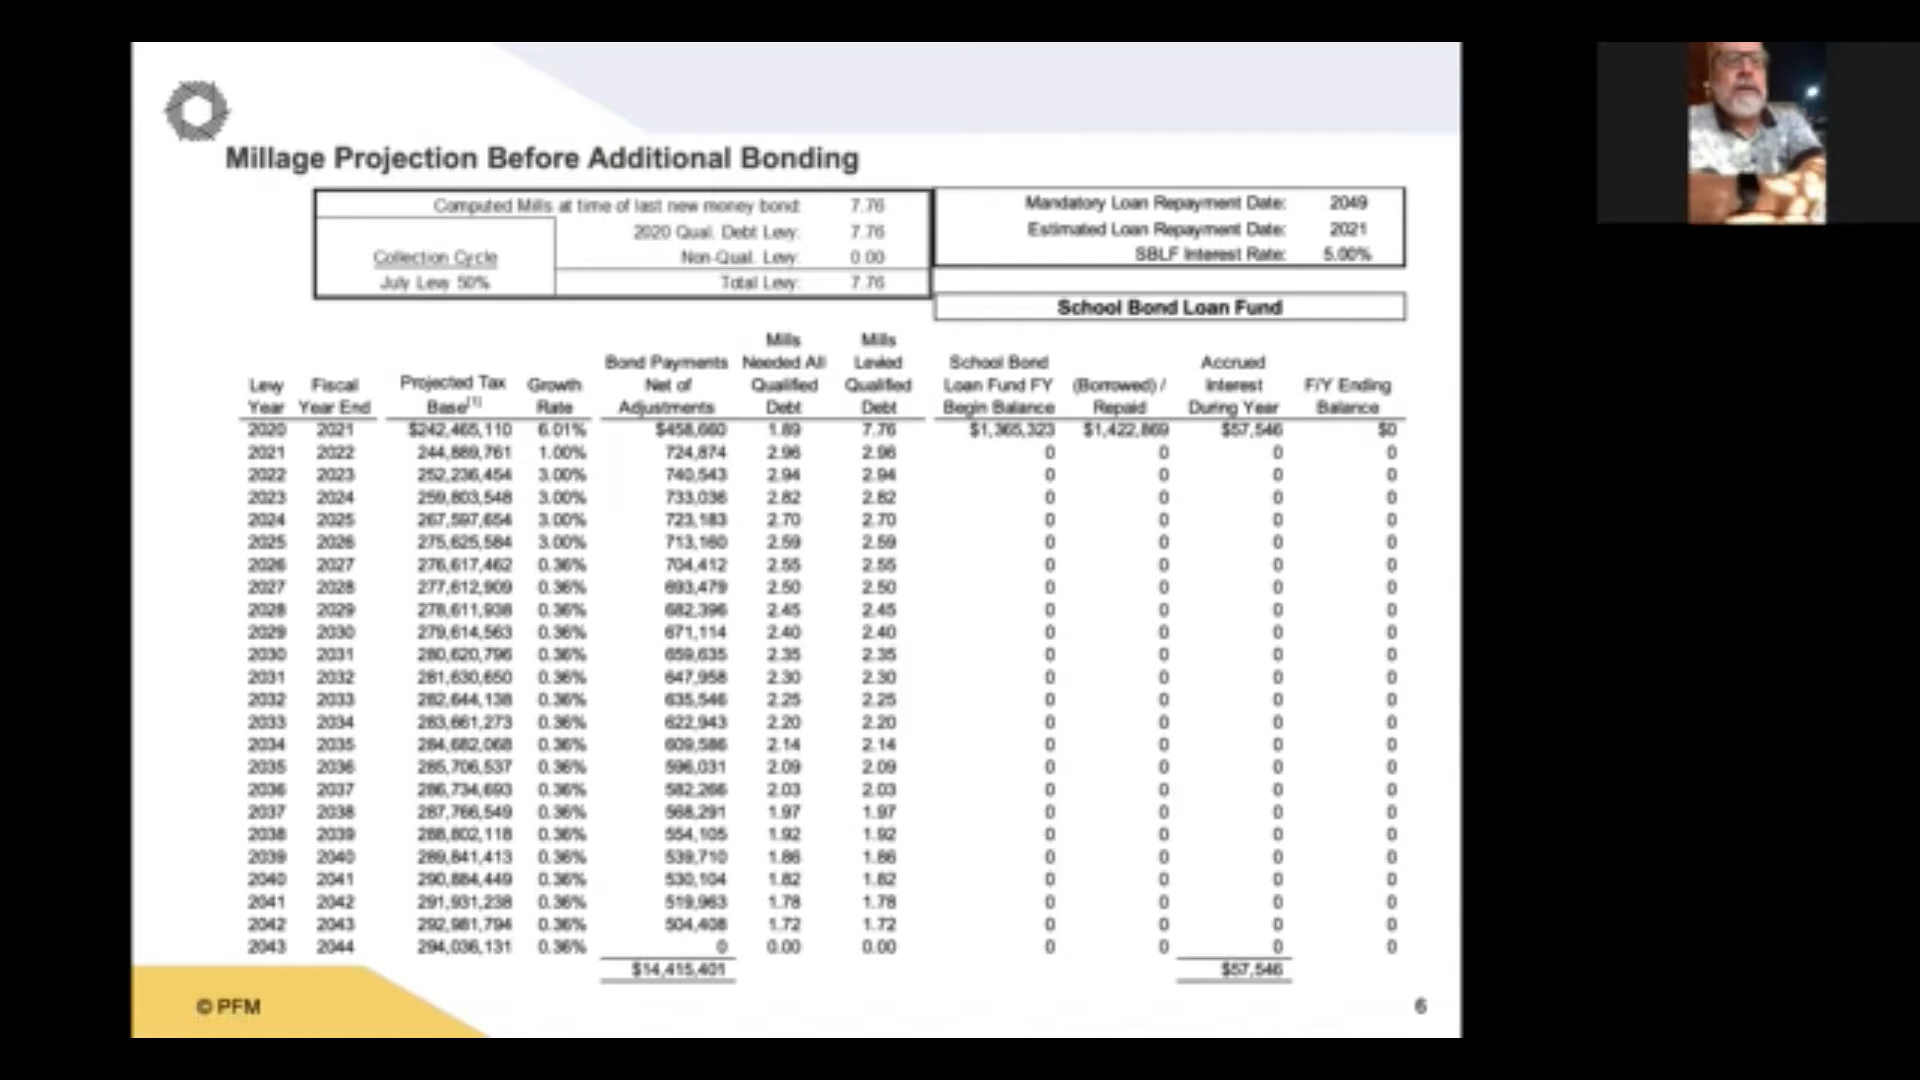 Millage Projection Before Additional Bonding
Computed Mills at time of last new money bond: 7.76
2020 Qual. Debt Levy: 7.76
Collection Cycle Non-Qual. Levy: 0.00
July Levy 50% Total Levy: 7.76
Mandatory Loan Repayment Date: 2049
Estimated Loan Repayment Date: 2021
SBLF Interest Rate: 5.00%
School Bond Loan Fund
Mills Mills
Bond Payments Needed All Levied School Bond Accrued
Levy Fiscal Projected Tax Growth Net of Qualified Qualified Loan Fund FY (Borrowed) / Interest F/Y Ending
Year Year End Base[1] Rate Adjustments Debt Debt Begin Balance Repaid During Year Balance
2020 2021 $242,465,110 6.01% $458,660 1.89 7.76 $1,365,323 $1,422,869 $57,546 $0
2021 2022 244,889,761 1.00% 724,874 2.96 2.96 0 0 0 0
2022 2023 252,236,454 3.00% 740,543 2.94 2.94 0 0 0 0
2023 2024 259,803,548 3.00% 733,036 2.82 2.82 0 0 0 0
2024 2025 267,597,654 3.00% 723,183 2.70 2.70 0 0 0 0
2025 2026 275,625,584 3.00% 713,160 2.59 2.59 0 0 0 0
2026 2027 276,617,462 0.36% 704,412 2.55 2.55 0 0 0 0
2027 2028 277,612,909 0.36% 693,479 2.50 2.50 0 0 0 0
2028 2029 278,611,938 0.36% 682,396 2.45 2.45 0 0 0 0
2029 2030 279,614,563 0.36% 671,114 2.40 2.40 0 0 0 0
2030 2031 280,620,796 0.36% 659,635 2.35 2.35 0 0 0 0
2031 2032 281,630,650 0.36% 647,958 2.30 2.30 0 0 0 0
2032 2033 282,644,138 0.36% 635,546 2.25 2.25 0 0 0 0
2033 2034 283,661,273 0.36% 622,943 2.20 2.20 0 0 0 0
2034 2035 284,682,068 0.36% 609,586 2.14 2.14 0 0 0 0
2035 2036 285,706,537 0.36% 596,031 2.09 2.09 0 0 0 0
2036 2037 286,734,693 0.36% 582,266 2.03 2.03 0 0 0 0
2037 2038 287,766,549 0.36% 568,291 1.97 1.97 0 0 0 0
2038 2039 288,802,118 0.36% 554,105 1.92 1.92 0 0 0 0
2039 2040 289,841,413 0.36% 539,710 1.86 1.86 0 0 0 0
2040 2041 290,884,449 0.36% 530,104 1.82 1.82 0 0 0 0
2041 2042 291,931,238 0.36% 519,963 1.78 1.78 0 0 0 0
2042 2043 292,981,794 0.36% 504,408 1.72 1.72 0 0 0 0
2043 2044 294,036,131 0.36% 0 0.00 0.00 0 0 0 0
$14,415,401 $57,546
© PFM 6